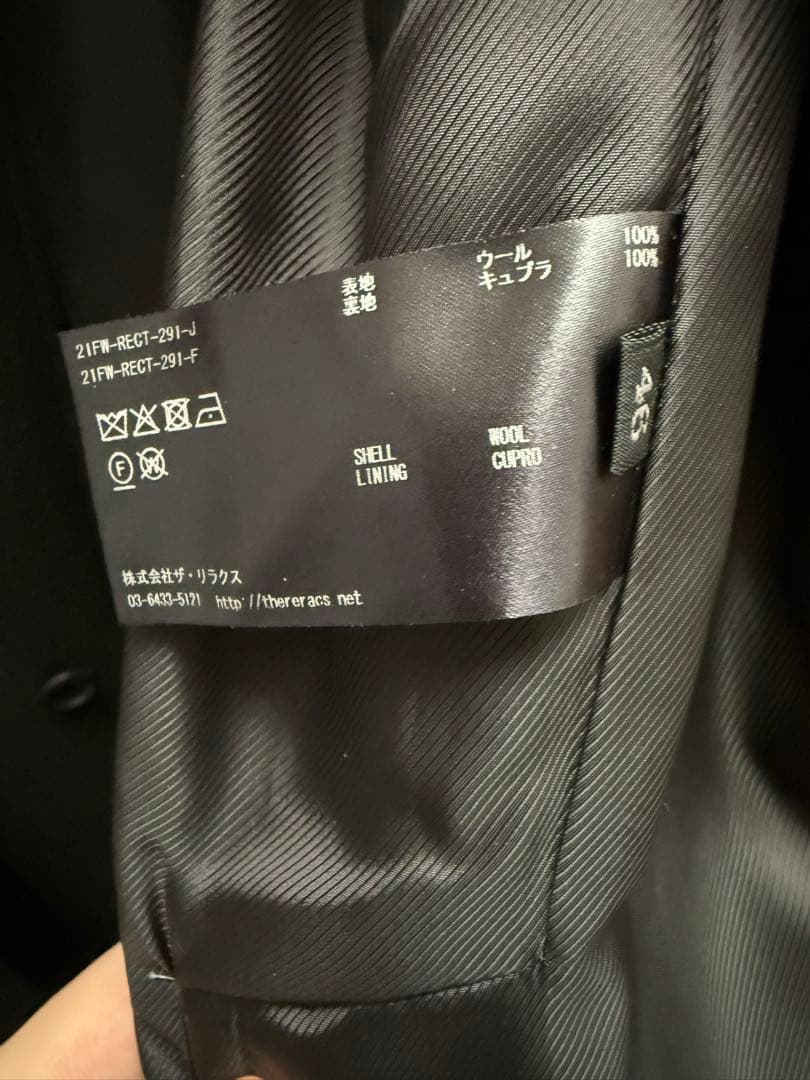 21FW-RECT-291-J
21FW-RECT-291-F
表地 ウール 100%
裏地 キュプラ 100%
46
SHELL WOOL
LINING CUPRO
F
W
株式会社ザ・リラクス
03-6433-5121 http://thereracs.net